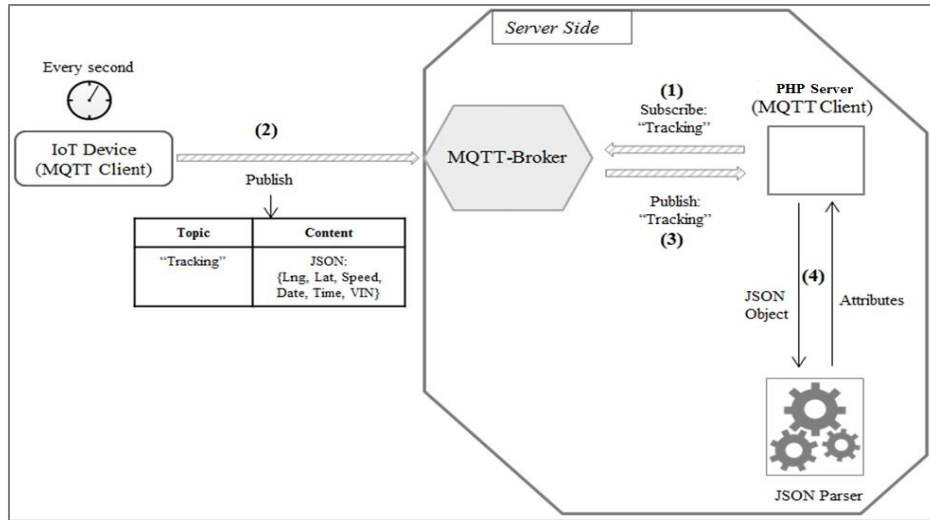 Server Side
Every second
IoT Device
(MQTT Client)
(2)
Publish
Topic Content
“Tracking” JSON:
{Lng, Lat, Speed,
Date, Time, VIN}
MQTT-Broker
(1)
Subscribe:
“Tracking”
Publish:
“Tracking”
(3)
PHP Server
(MQTT Client)
(4)
JSON
Object
Attributes
JSON Parser